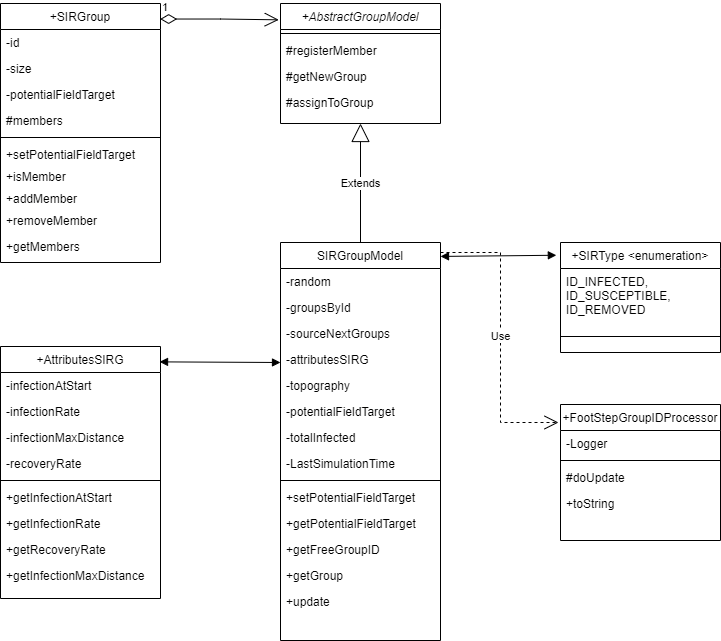 +SIRGroup
-id
-size
-potentialFieldTarget
#members
+setPotentialFieldTarget
+isMember
+addMember
+removeMember
+getMembers
1
+AbstractGroupModel
#registerMember
#getNewGroup
#assignToGroup
Extends
SIRGroupModel
-random
-groupsById
-sourceNextGroups
-attributesSIRG
-topography
-potentialFieldTarget
-totalInfected
-LastSimulationTime
+setPotentialFieldTarget
+getPotentialFieldTarget
+getFreeGroupID
+getGroup
+update
+SIRType <enumeration>
ID_INFECTED,
ID_SUSCEPTIBLE,
ID_REMOVED
Use
+AttributesSIRG
-infectionAtStart
-infectionRate
-infectionMaxDistance
-recoveryRate
+getInfectionAtStart
+getInfectionRate
+getRecoveryRate
+getInfectionMaxDistance
+FootStepGroupIDProcessor
-Logger
#doUpdate
+toString